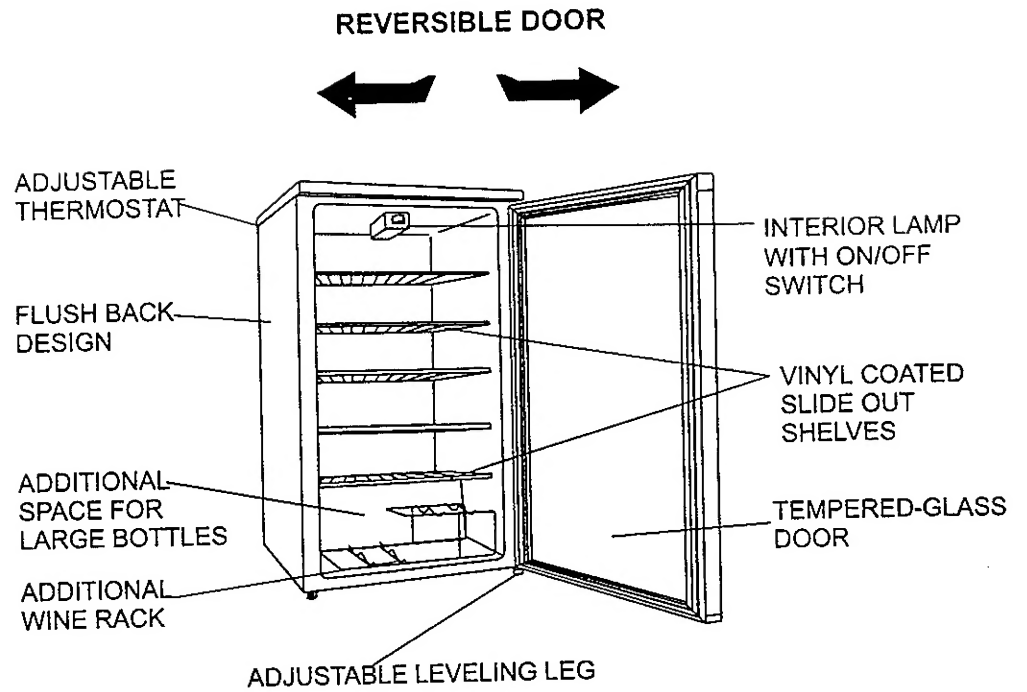 REVERSIBLE DOOR
ADJUSTABLE
THERMOSTAT
INTERIOR LAMP
WITH ON/OFF
SWITCH
FLUSH BACK
DESIGN
VINYL COATED
SLIDE OUT
SHELVES
ADDITIONAL
SPACE FOR
LARGE BOTTLES
TEMPERED-GLASS
DOOR
ADDITIONAL
WINE RACK
ADJUSTABLE LEVELING LEG